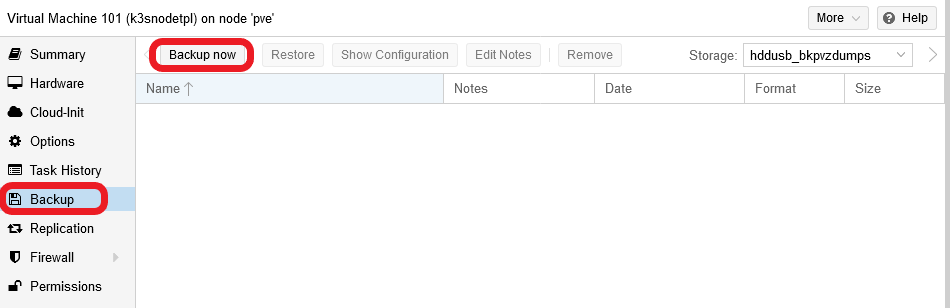 Virtual Machine 101 (k3snodetpl) on node 'pve' More Help
Summary
Hardware
Cloud-Init
Options
Task History
Backup
Replication
Firewall
Permissions
Backup now Restore Show Configuration Edit Notes Remove Storage: hddusb_bkpvzdumps
Name Notes Date Format Size